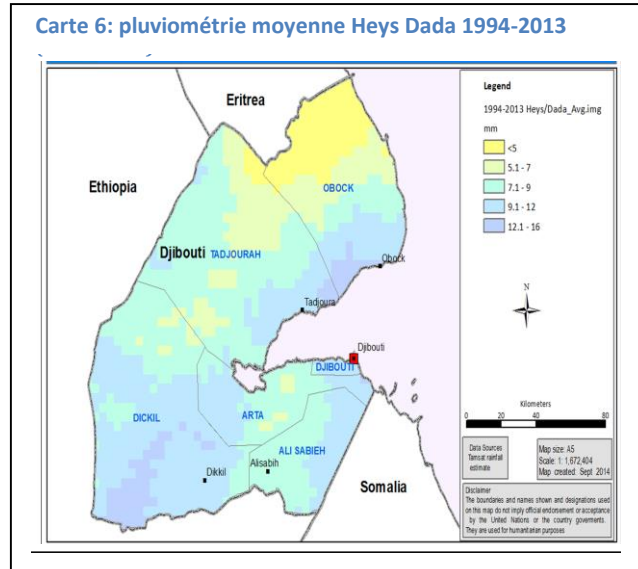 Carte 6: pluviométrie moyenne Heys Dada 1994-2013
Eritrea
Ethiopia
OBOCK
Djibouti
TADJOURAH
Obock
Tadjoura
Djibouti
DJIBOUTI
DICKIL
ARTA
ALI SABIEH
Alisabih
Dikkil
Somalia
Legend
1994-2013 Heys/Dada_Avg.img
mm
<5
5.1 - 7
7.1 - 9
9.1 - 12
12.1 - 16
N
Kilometers
0 20 40 80
Data Sources
Tamsat rainfall
estimate
Map size: A5
Scale: 1: 1,672,404
Map created: Sept 2014
Disclaimer
The boundaries and names shown and designations used
on this map do not imply official endorsement or acceptance
by the United Nations or the country goverments.
They are used for humanitarian purposes